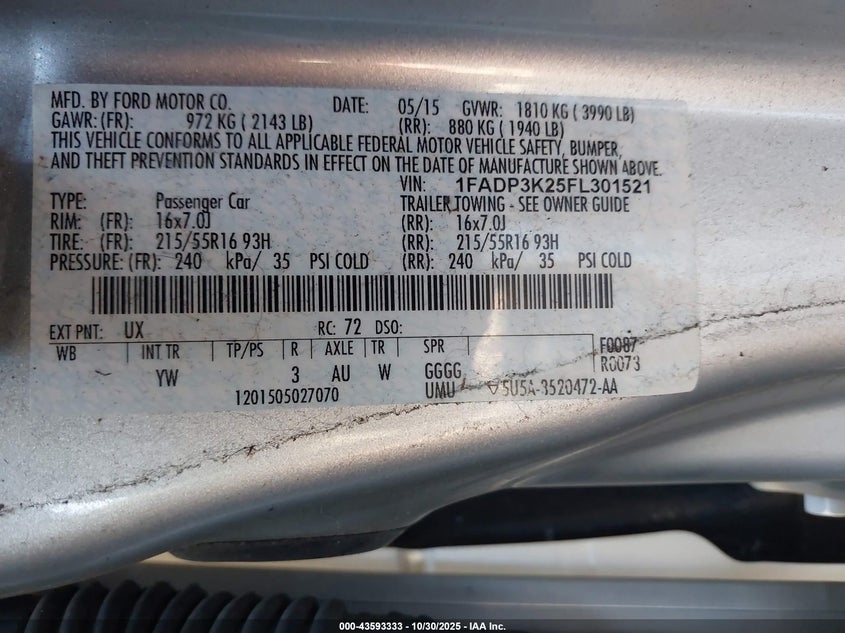 MFD. BY FORD MOTOR CO. DATE: 05/15 GVWR: 1810 KG ( 3990 LB)
GAWR: (FR): 972 KG ( 2143 LB) (RR): 880 KG ( 1940 LB)
THIS VEHICLE CONFORMS TO ALL APPLICABLE FEDERAL MOTOR VEHICLE SAFETY, BUMPER,
AND THEFT PREVENTION STANDARDS IN EFFECT ON THE DATE OF MANUFACTURE SHOWN ABOVE.
VIN: 1FADP3K25FL301521
TYPE: Passenger Car TRAILER TOWING - SEE OWNER GUIDE
RIM: (FR): 16x7.0J (RR): 16x7.0J
TIRE: (FR): 215/55R16 93H (RR): 215/55R16 93H
PRESSURE: (FR): 240 kPa/ 35 PSI COLD (RR): 240 kPa/ 35 PSI COLD
EXT PNT: UX RC: 72 DSO:
WB INT TR TP/PS R AXLE TR SPR F0087
YW 3 AU W GGGG R0073
1201505027070 UMU 5U5A-3520472-AA
000-43593333 - 10/30/2025 - IAA Inc.